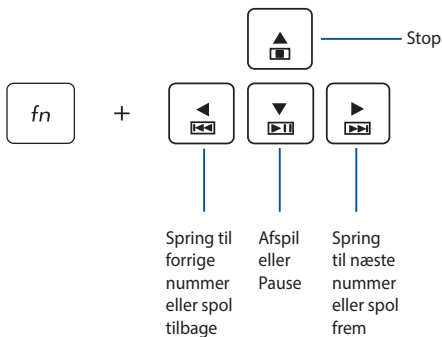 Stop
fn +
Spring til
forrige
nummer
eller spol
tilbage
Afspil
eller
Pause
Spring
til næste
nummer
eller spol
frem